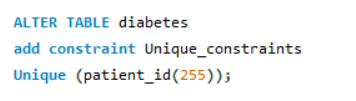 ALTER TABLE diabetes
add constraint Unique_constraints
Unique (patient_id(255));